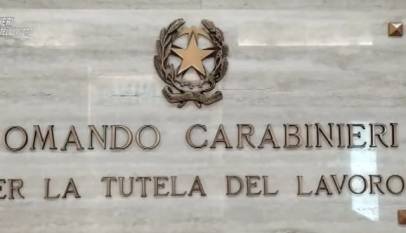 OMANDO CARABINIERI
ER LA TUTELA DEL LAVORO